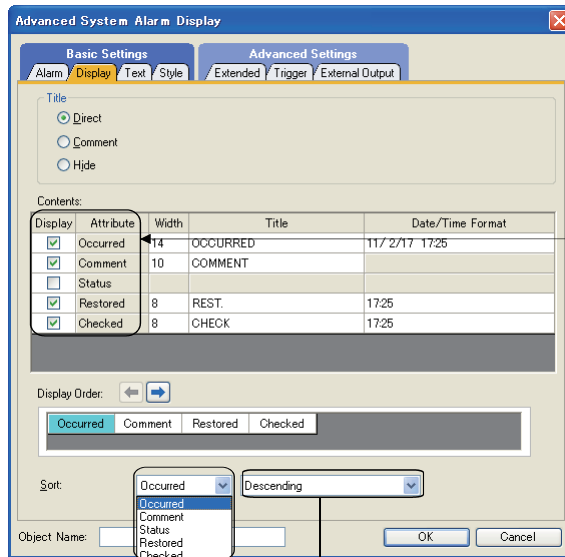 Advanced System Alarm Display
Basic Settings Advanced Settings
Alarm Display Text Style Extended Trigger External Output
Title
Direct
Comment
Hide
Contents:
Display Attribute Width Title Date/Time Format
Occurred 14 OCCURRED 11/ 2/17 17:25
Comment 10 COMMENT
Status
Restored 8 REST. 17:25
Checked 8 CHECK 17:25
Display Order:
Occurred Comment Restored Checked
Sort: Occurred Descending
Occurred
Comment
Status
Restored
Checked
Object Name: OK Cancel